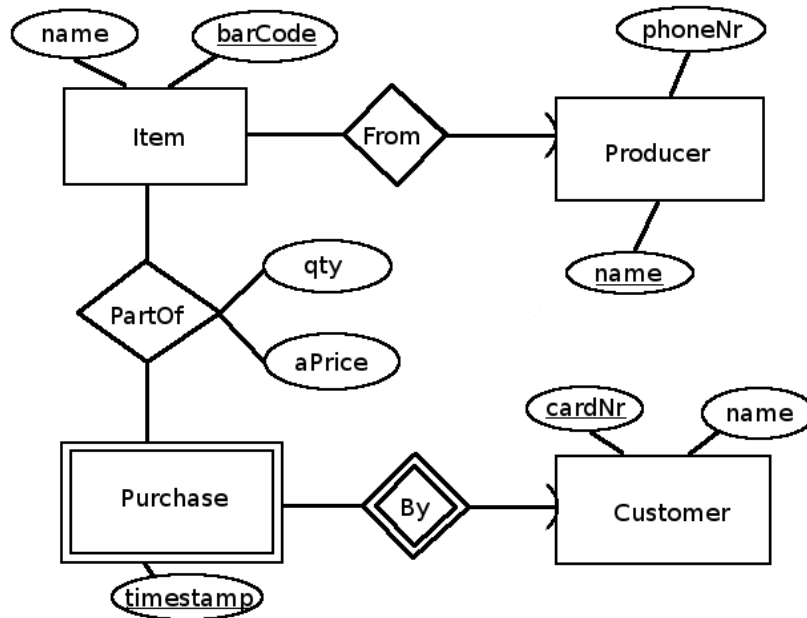 name
barCode
phoneNr
Item
From
Producer
name
qty
PartOf
aPrice
cardNr
name
Purchase
By
Customer
timestamp